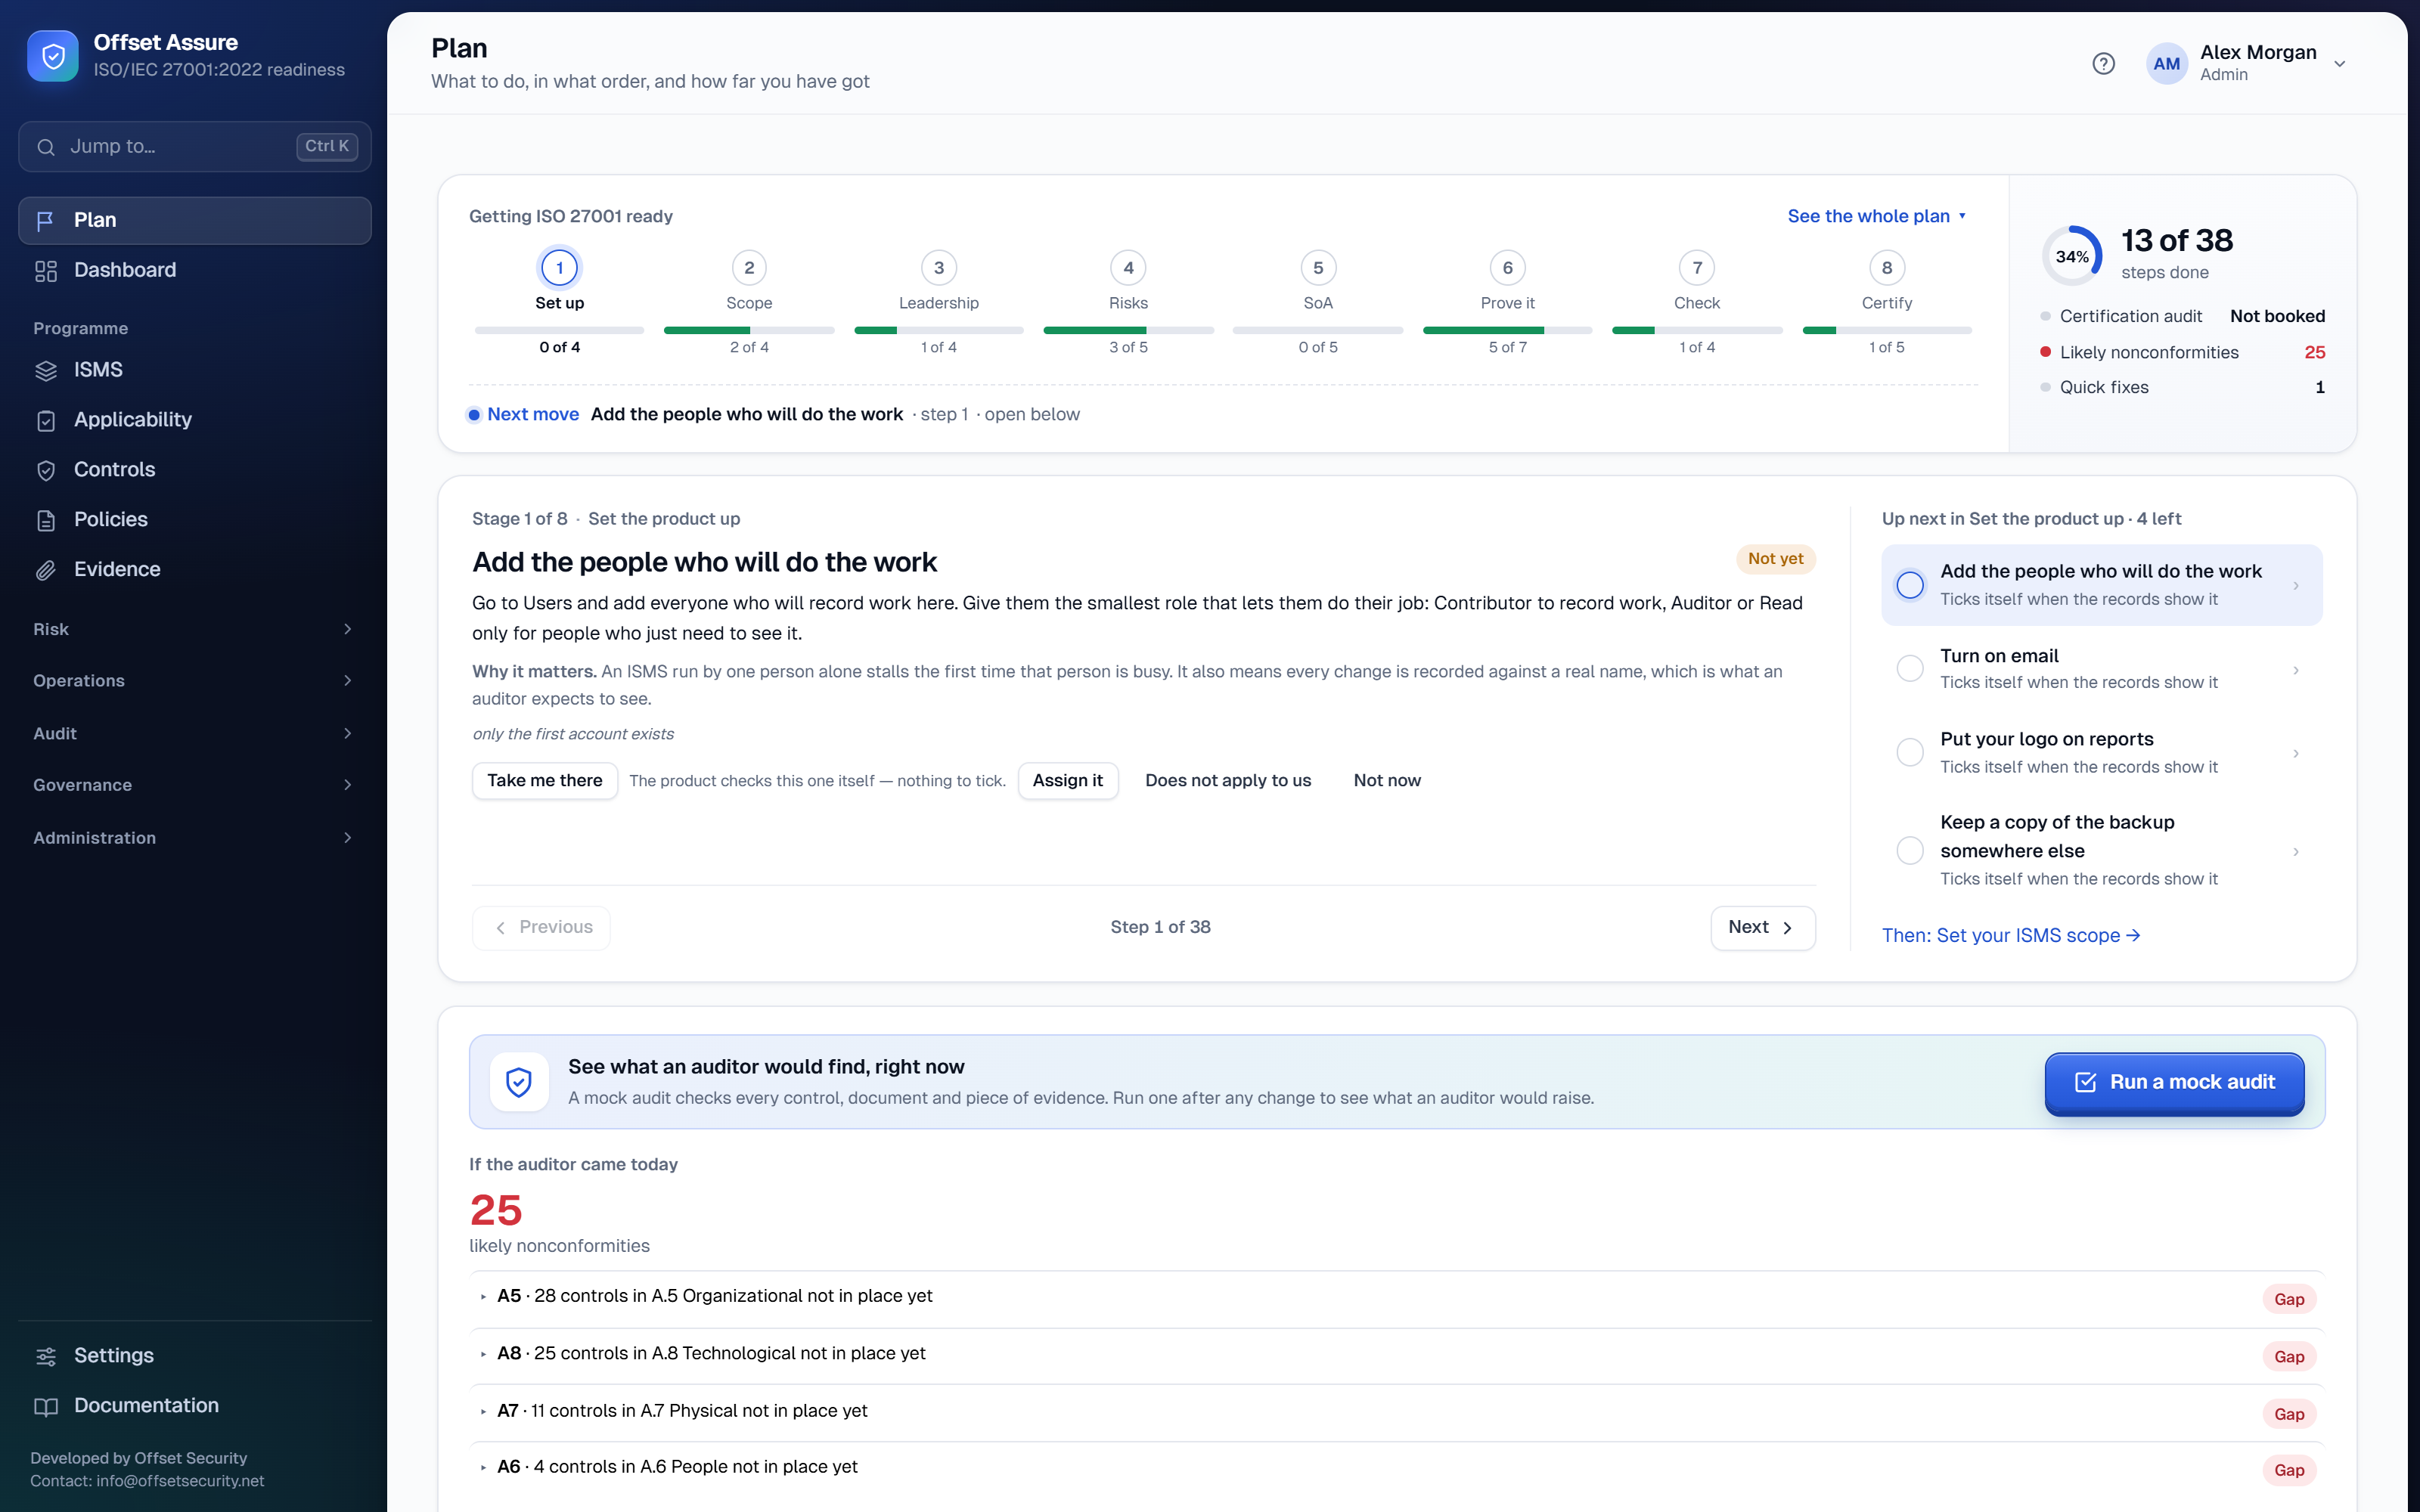 Offset Assure
ISO/IEC 27001:2022 readiness
Jump to...
Ctrl K
Plan
Dashboard
Programme
ISMS
Applicability
Controls
Policies
Evidence
Risk
Operations
Audit
Governance
Administration
Settings
Documentation
Developed by Offset Security
Contact: info@offsetsecurity.net
Plan
What to do, in what order, and how far you have got
AM
Alex Morgan
Admin
Getting ISO 27001 ready
See the whole plan ▾
1
Set up
0 of 4
2
Scope
2 of 4
3
Leadership
1 of 4
4
Risks
3 of 5
5
SoA
0 of 5
6
Prove it
5 of 7
7
Check
1 of 4
8
Certify
1 of 5
Next move Add the people who will do the work · step 1 · open below
34%
13 of 38
steps done
Certification audit Not booked
Likely nonconformities 25
Quick fixes 1
Stage 1 of 8 · Set the product up
Add the people who will do the work
Not yet
Go to Users and add everyone who will record work here. Give them the smallest role that lets them do their job: Contributor to record work, Auditor or Read
only for people who just need to see it.
Why it matters. An ISMS run by one person alone stalls the first time that person is busy. It also means every change is recorded against a real name, which is what an
auditor expects to see.
only the first account exists
Take me there The product checks this one itself — nothing to tick. Assign it Does not apply to us Not now
Previous
Step 1 of 38
Next
Up next in Set the product up · 4 left
Add the people who will do the work
Ticks itself when the records show it
Turn on email
Ticks itself when the records show it
Put your logo on reports
Ticks itself when the records show it
Keep a copy of the backup
somewhere else
Ticks itself when the records show it
Then: Set your ISMS scope →
See what an auditor would find, right now
A mock audit checks every control, document and piece of evidence. Run one after any change to see what an auditor would raise.
Run a mock audit
If the auditor came today
25
likely nonconformities
A5 · 28 controls in A.5 Organizational not in place yet
Gap
A8 · 25 controls in A.8 Technological not in place yet
Gap
A7 · 11 controls in A.7 Physical not in place yet
Gap
A6 · 4 controls in A.6 People not in place yet
Gap